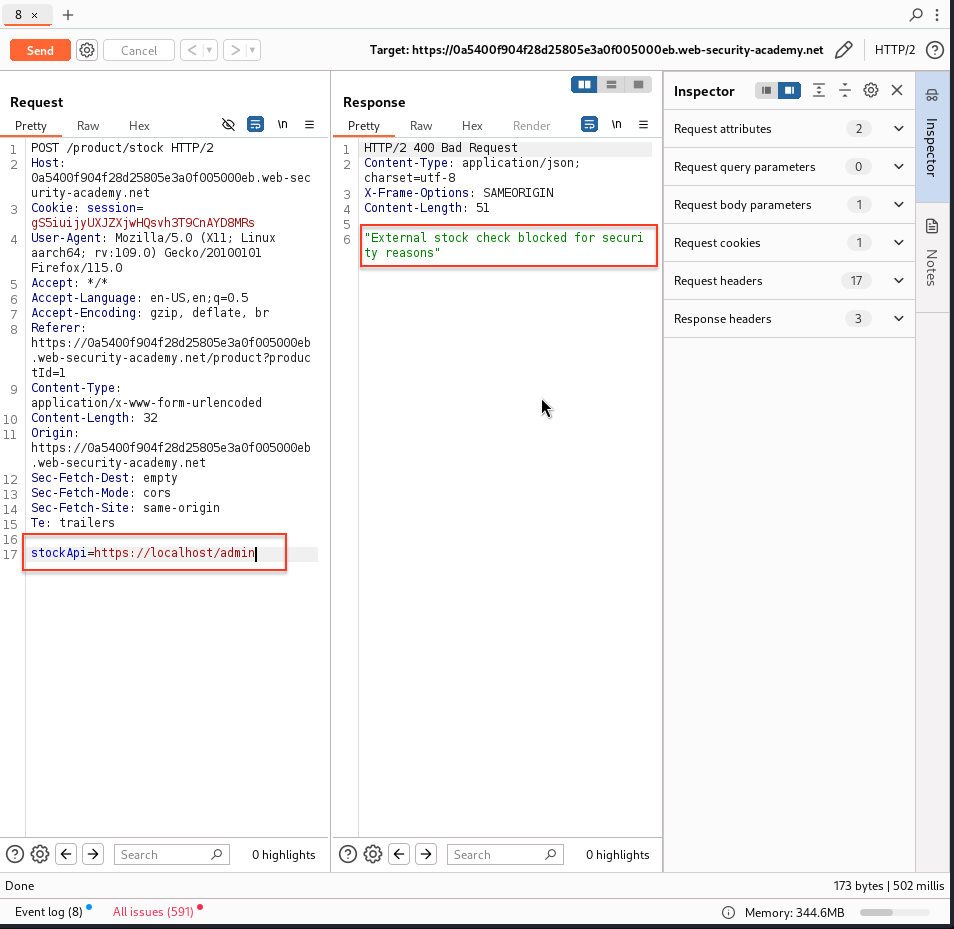 8 × +
Send Cancel < > Target: https://0a5400f904f28d25805e3a0f005000eb.web-security-academy.net HTTP/2
Request
Pretty Raw Hex \n
1 POST /product/stock HTTP/2
2 Host:
0a5400f904f28d25805e3a0f005000eb.web-sec
urity-academy.net
3 Cookie: session=
gS5iuijyUXJZXjwHQsvh3T9CnAYD8MRs
4 User-Agent: Mozilla/5.0 (X11; Linux
aarch64; rv:109.0) Gecko/20100101
Firefox/115.0
5 Accept: */*
6 Accept-Language: en-US,en;q=0.5
7 Accept-Encoding: gzip, deflate, br
8 Referer:
https://0a5400f904f28d25805e3a0f005000eb
.web-security-academy.net/product?produc
tId=1
9 Content-Type:
application/x-www-form-urlencoded
10 Content-Length: 32
11 Origin:
https://0a5400f904f28d25805e3a0f005000eb
.web-security-academy.net
12 Sec-Fetch-Dest: empty
13 Sec-Fetch-Mode: cors
14 Sec-Fetch-Site: same-origin
15 Te: trailers
16
17 stockApi=https://localhost/admin
Search 0 highlights
Response
Pretty Raw Hex Render \n
1 HTTP/2 400 Bad Request
2 Content-Type: application/json;
charset=utf-8
3 X-Frame-Options: SAMEORIGIN
4 Content-Length: 51
5
6 "External stock check blocked for securi
ty reasons"
Search 0 highlights
Inspector
Request attributes 2
Request query parameters 0
Request body parameters 1
Request cookies 1
Request headers 17
Response headers 3
Inspector
Notes
Done 173 bytes | 502 millis
Event log (8) All issues (591) Memory: 344.6MB